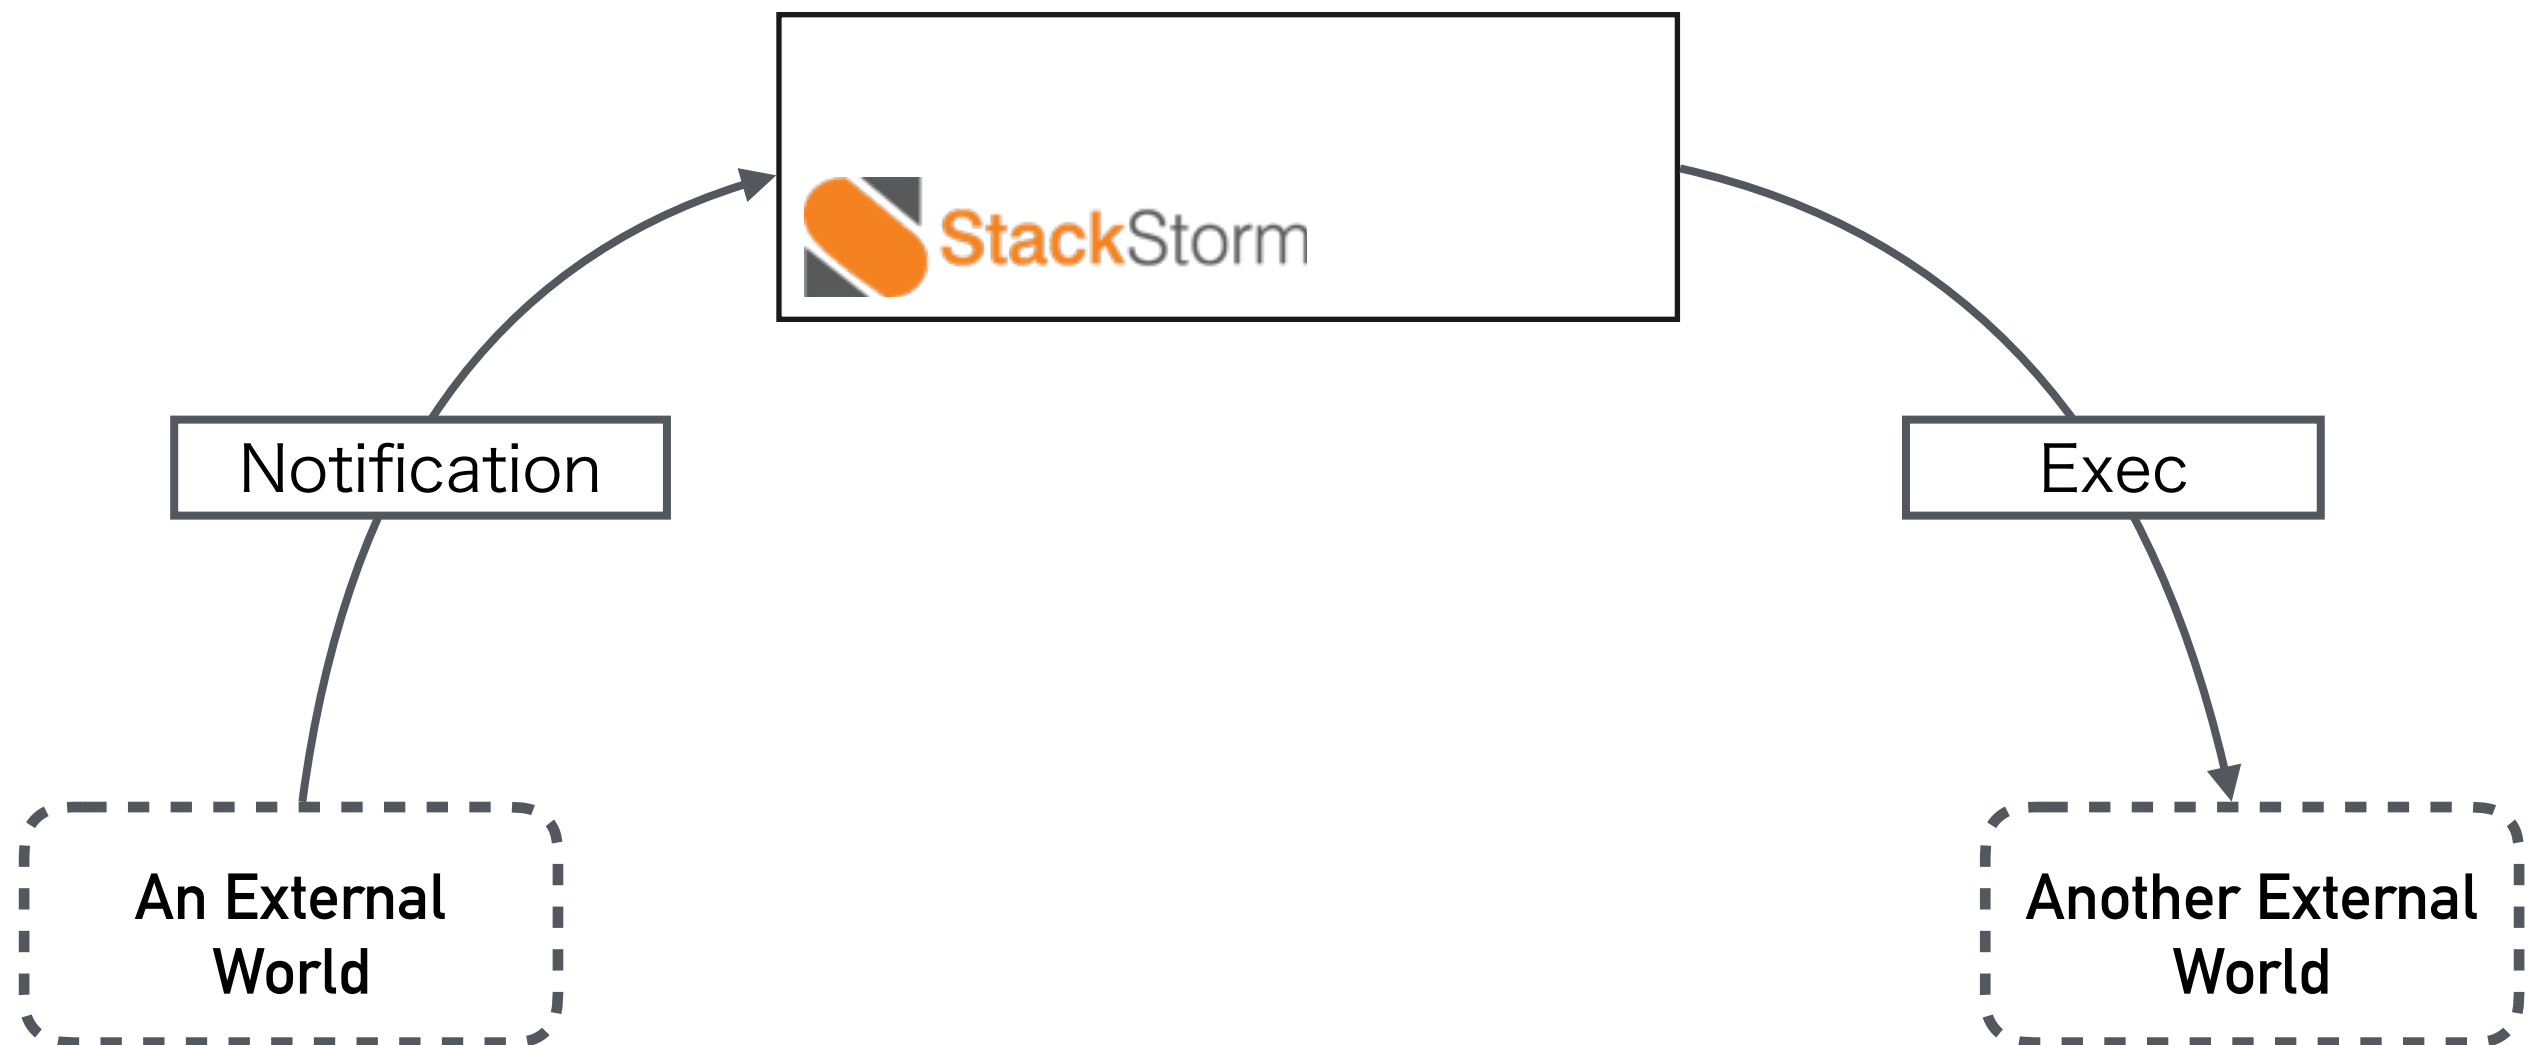 StackStorm
Notification
Exec
An External
World
Another External
World